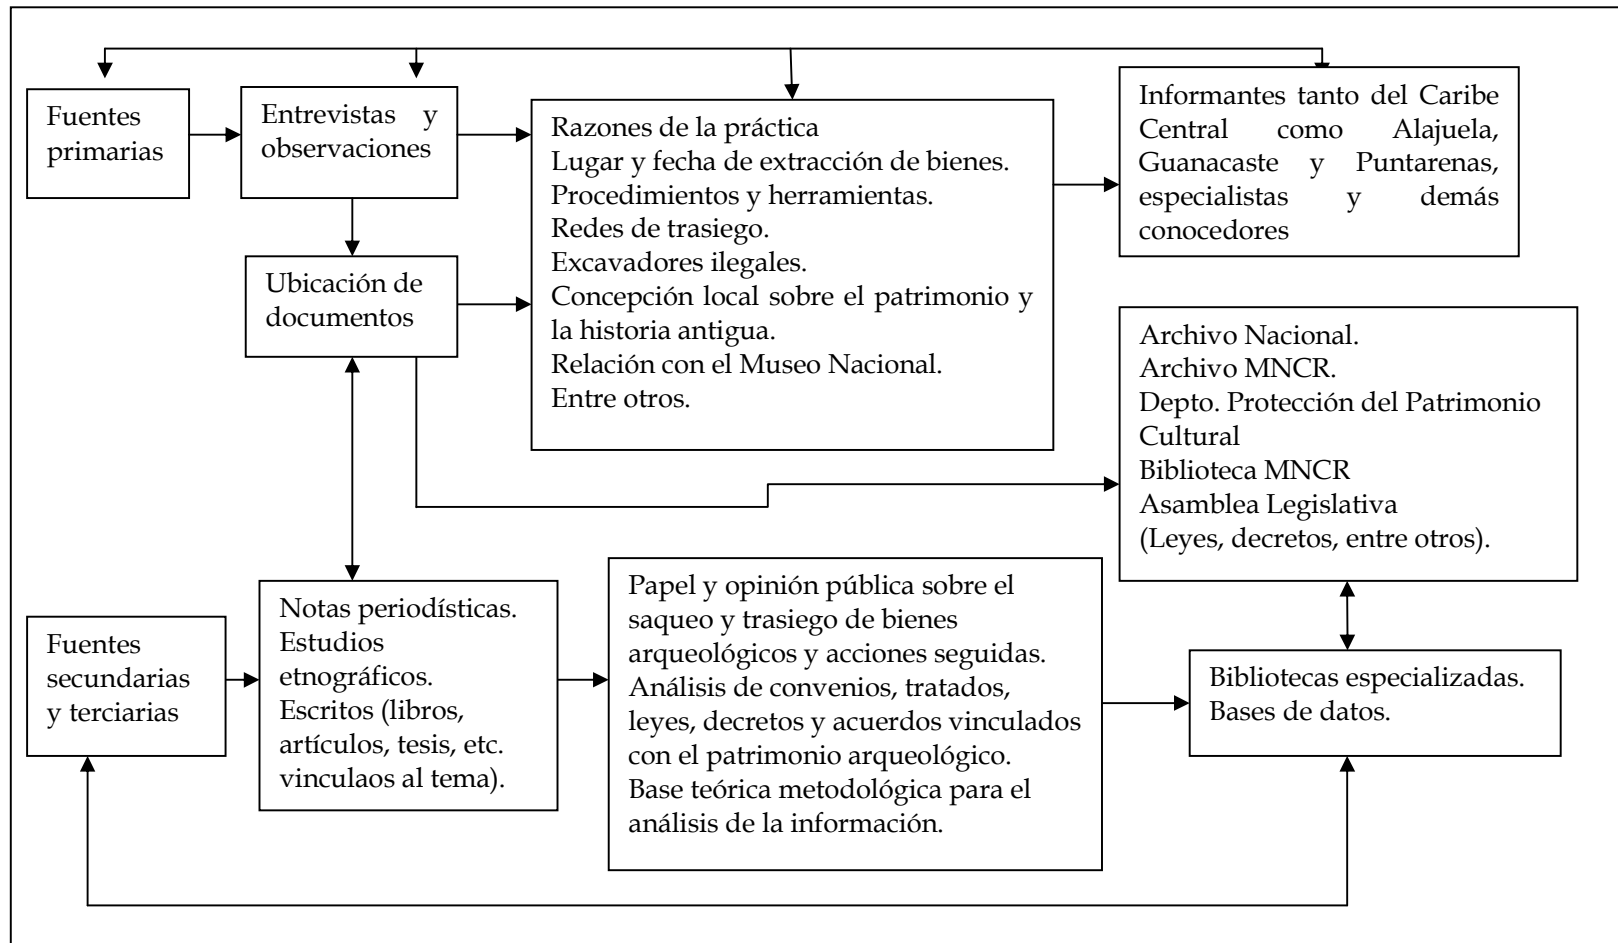 Fuentes
primarias
Entrevistas y
observaciones
Razones de la práctica
Lugar y fecha de extracción de bienes.
Procedimientos y herramientas.
Redes de trasiego.
Excavadores ilegales.
Concepción local sobre el patrimonio y
la historia antigua.
Relación con el Museo Nacional.
Entre otros.
Informantes tanto del Caribe
Central como Alajuela,
Guanacaste y Puntarenas,
especialistas y demás
conocedores
Ubicación de
documentos
Archivo Nacional.
Archivo MNCR.
Depto. Protección del Patrimonio
Cultural
Biblioteca MNCR
Asamblea Legislativa
(Leyes, decretos, entre otros).
Fuentes
secundarias
y terciarias
Notas periodísticas.
Estudios
etnográficos.
Escritos (libros,
artículos, tesis, etc.
vinculaos al tema).
Papel y opinión pública sobre el
saqueo y trasiego de bienes
arqueológicos y acciones seguidas.
Análisis de convenios, tratados,
leyes, decretos y acuerdos vinculados
con el patrimonio arqueológico.
Base teórica metodológica para el
análisis de la información.
Bibliotecas especializadas.
Bases de datos.